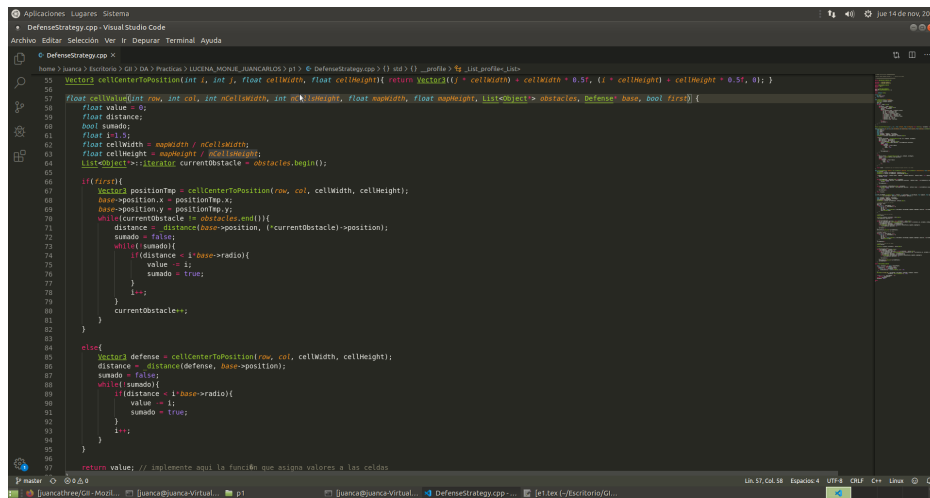 Aplicaciones Lugares Sistema
jue 14 de nov, 20
DefenseStrategy.cpp - Visual Studio Code
Archivo Editar Selección Ver Ir Depurar Terminal Ayuda
DefenseStrategy.cpp ×
home > juanca > Escritorio > GII > DA > Practicas > LUCENA_MONJE_JUANCARLOS > p1 > DefenseStrategy.cpp > {} std > {} __profile > _List_profile<_List>
55 Vector3 cellCenterToPosition(int i, int j, float cellWidth, float cellHeight){ return Vector3((j * cellWidth) + cellWidth * 0.5f, (i * cellHeight) + cellHeight * 0.5f, 0); }
56
57 float cellValue(int row, int col, int nCellsWidth, int nCellsHeight, float mapWidth, float mapHeight, List<Object*> obstacles, Defense* base, bool first) {
58 float value = 0;
59 float distance;
60 bool sumado;
61 float i=1.5;
62 float cellWidth = mapWidth / nCellsWidth;
63 float cellHeight = mapHeight / nCellsHeight;
64 List<Object*>::iterator currentObstacle = obstacles.begin();
65
66 if(first){
67 Vector3 positionTmp = cellCenterToPosition(row, col, cellWidth, cellHeight);
68 base->position.x = positionTmp.x;
69 base->position.y = positionTmp.y;
70 while(currentObstacle != obstacles.end()){
71 distance = _distance(base->position, (*currentObstacle)->position);
72 sumado = false;
73 while(!sumado){
74 if(distance < i*base->radio){
75 value -= i;
76 sumado = true;
77 }
78 i++;
79 }
80 currentObstacle++;
81 }
82 }
83
84 else{
85 Vector3 defense = cellCenterToPosition(row, col, cellWidth, cellHeight);
86 distance = _distance(defense, base->position);
87 sumado = false;
88 while(!sumado){
89 if(distance < i*base->radio){
90 value -= i;
91 sumado = true;
92 }
93 i++;
94 }
95 }
96
97 return value; // implemente aqui la funci�n que asigna valores a las celdas
master 0 0 Lín. 57, Col. 58 Espacios: 4 UTF-8 CRLF C++ Linux
[juancathree/GII - Mozil... [juanca@juanca-Virtual... p1 [juanca@juanca-Virtual... DefenseStrategy.cpp - ... [e1.tex (~/Escritorio/GI...